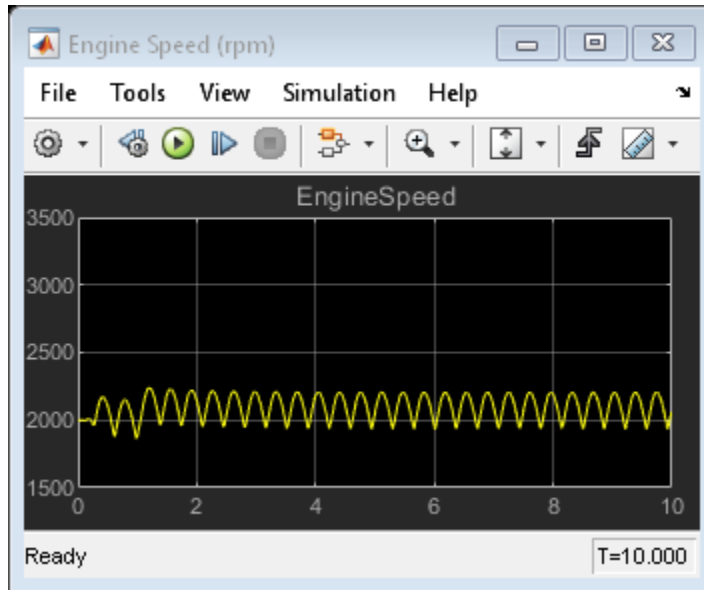 Engine Speed (rpm)
File Tools View Simulation Help
EngineSpeed
3500
3000
2500
2000
1500
0 2 4 6 8 10
Ready T=10.000